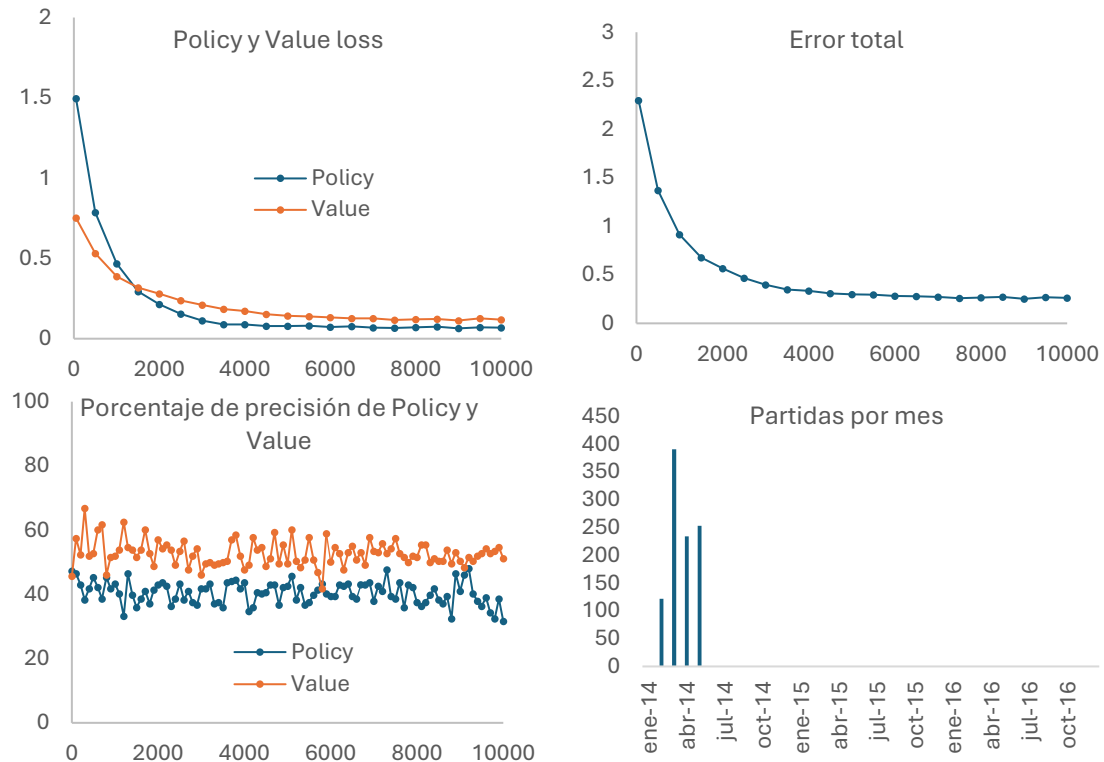 Policy y Value loss
2
1.5
1
0.5
0
Policy
Value
0 2000 4000 6000 8000 10000
Error total
3
2.5
2
1.5
1
0.5
0
0 2000 4000 6000 8000 10000
Porcentaje de precisión de Policy y
Value
100
80
60
40
20
0
Policy
Value
0 2000 4000 6000 8000 10000
Partidas por mes
450
400
350
300
250
200
150
100
50
0
ene-14 abr-14 jul-14 oct-14 ene-15 abr-15 jul-15 oct-15 ene-16 abr-16 jul-16 oct-16